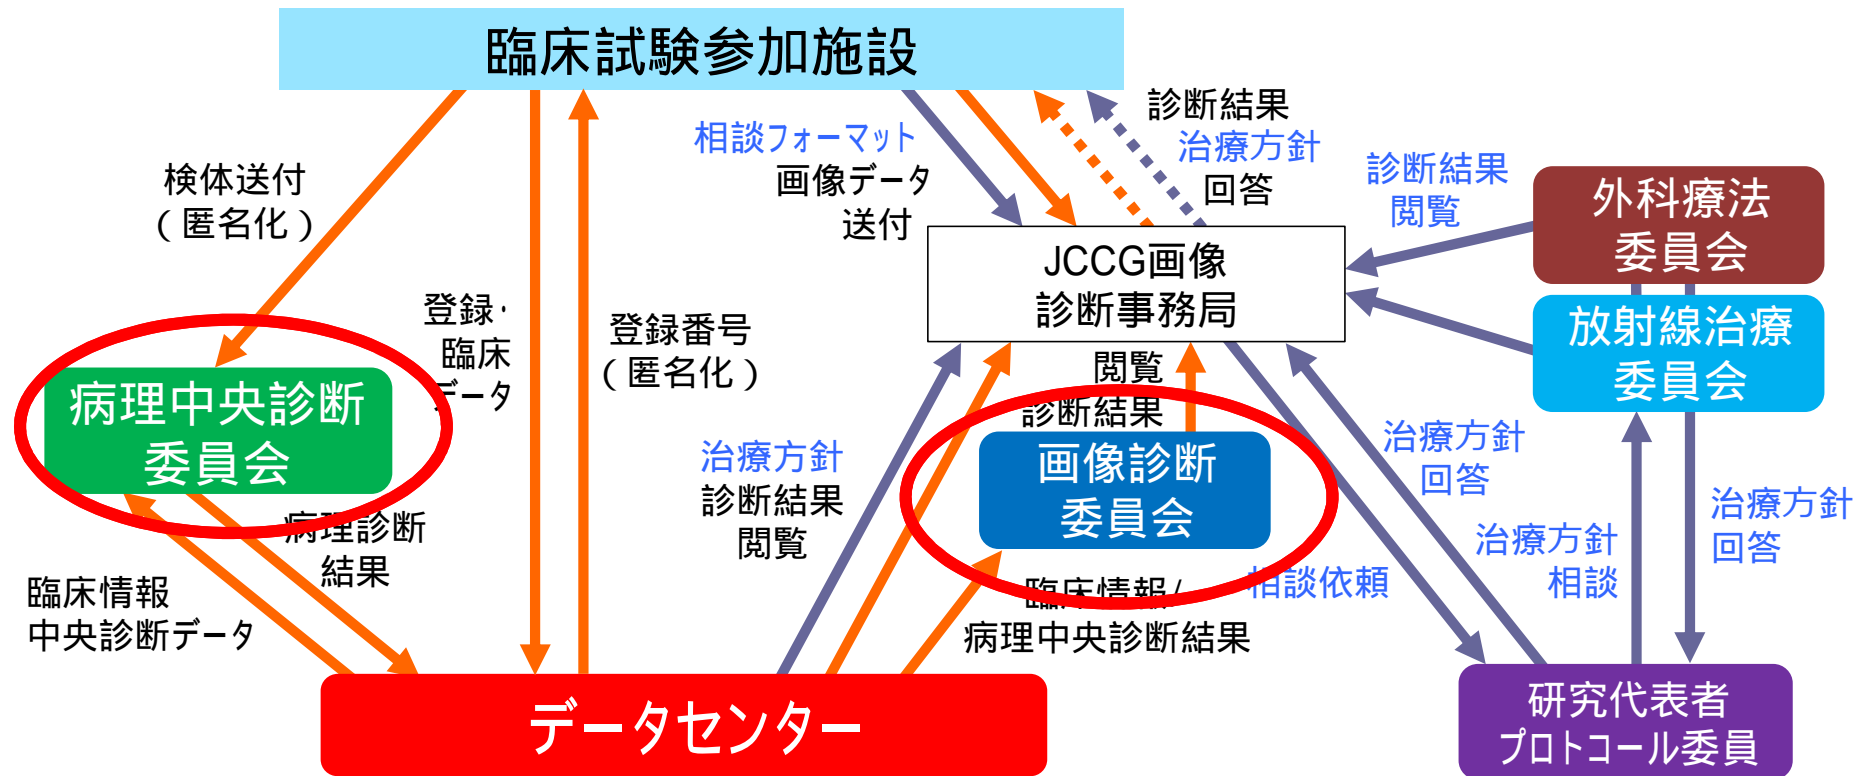 臨床試験参加施設
検体送付
（匿名化）
登録・
臨床
データ
登録番号
（匿名化）
相談フォーマット
画像データ
送付
診断結果
治療方針
回答
診断結果
閲覧
外科療法
委員会
放射線治療
委員会
JCCG画像
診断事務局
病理中央診断
委員会
閲覧
診断結果
画像診断
委員会
治療方針
診断結果
閲覧
治療方針
回答
治療方針
相談
治療方針
回答
病理診断
結果
臨床情報
中央診断データ
臨床情報/
病理中央診断結果
相談依頼
データセンター
研究代表者
プロトコール委員